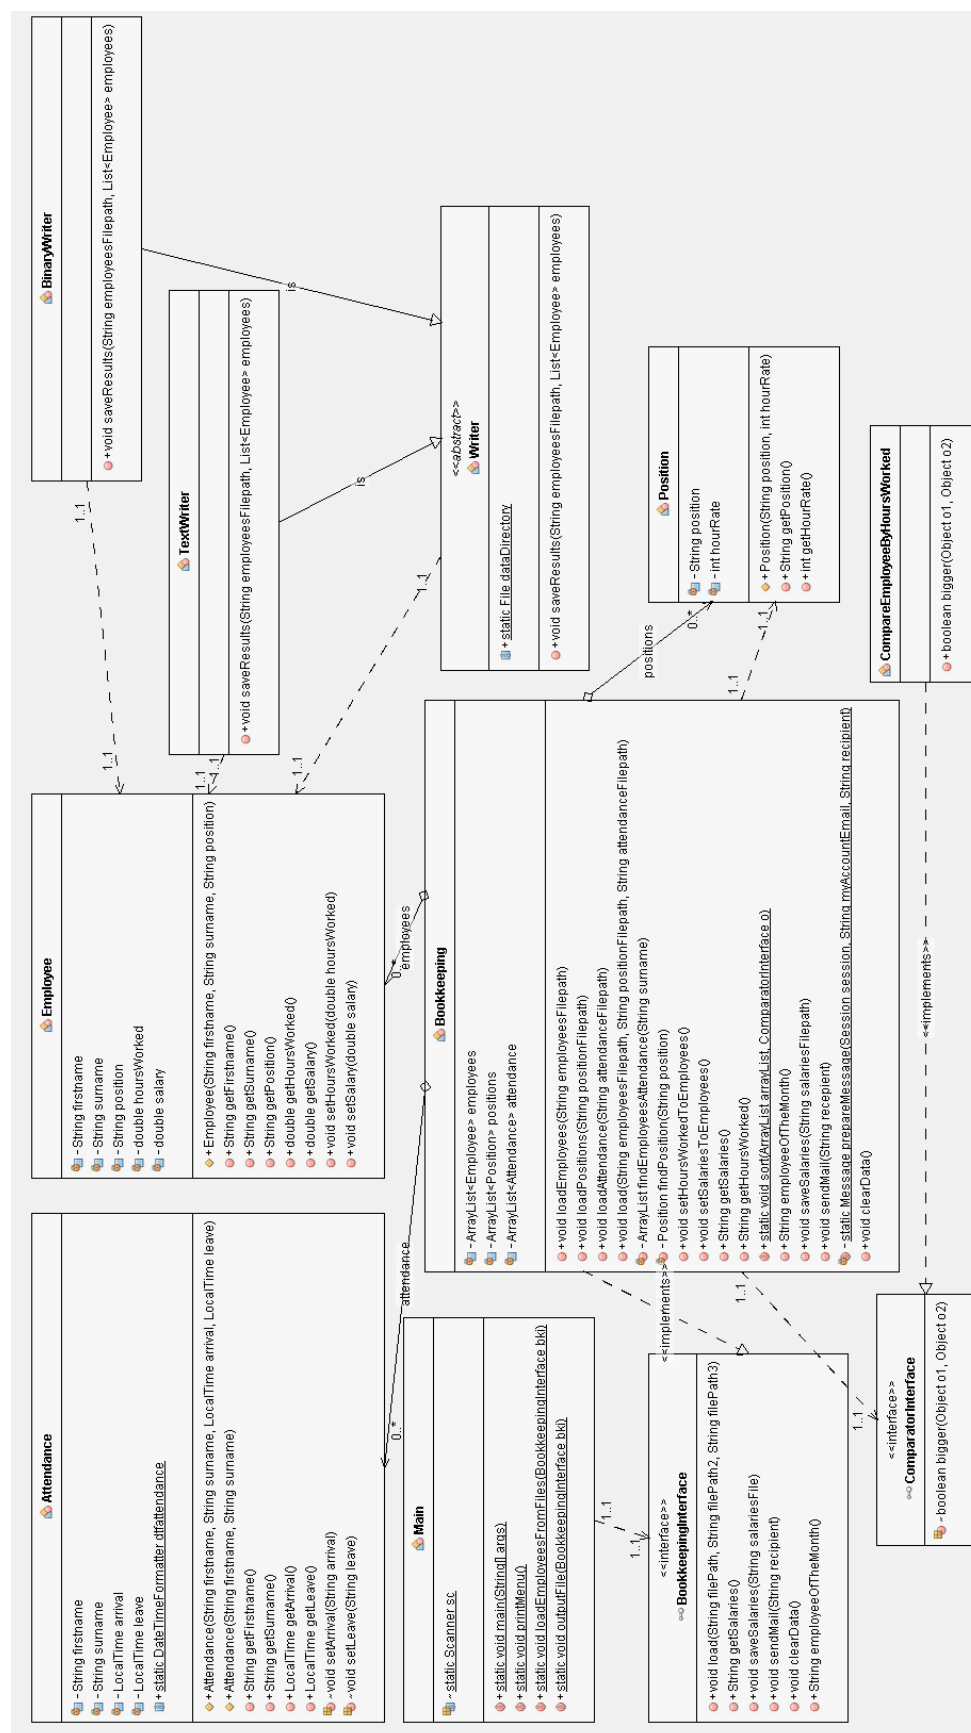 Attendance
- String firstname
- String surname
- LocalTime arrival
- LocalTime leave
+ static DateTimeFormatter dtfattendance
+ Attendance(String firstname, String surname, LocalTime arrival, LocalTime leave)
+ Attendance(String firstname, String surname)
+ String getFirstname()
+ String getSurname()
+ LocalTime getArrival()
+ LocalTime getLeave()
~ void setArrival(String arrival)
~ void setLeave(String leave)
Employee
- String firstname
- String surname
- String position
- double hoursWorked
- double salary
+ Employee(String firstname, String surname, String position)
+ String getFirstname()
+ String getSurname()
+ String getPosition()
+ double getHoursWorked()
+ double getSalary()
+ void setHoursWorked(double hoursWorked)
+ void setSalary(double salary)
BinaryWriter
+ void saveResults(String employeesFilepath, List<Employee> employees)
1..1
1..1
TextWriter
+ void saveResults(String employeesFilepath, List<Employee> employees)
1..1
1..1
is
is
1..1
1..1
0..*
attendance
0..*
employees
Main
~ static Scanner sc
+ static void main(String[] args)
+ static void printMenu()
+ static void loadEmployeesFromFiles(BookkeepingInterface bki)
+ static void outputFile(BookkeepingInterface bki)
Bookkeeping
- ArrayList<Employee> employees
- ArrayList<Position> positions
- ArrayList<Attendance> attendance
+ void loadEmployees(String employeesFilepath)
+ void loadPositions(String positionFilepath)
+ void loadAttendance(String attendanceFilepath)
+ void load(String employeesFilepath, String positionFilepath, String attendanceFilepath)
- ArrayList findEmployeesAttendance(String surname)
- Position findPosition(String position)
+ void setHoursWorkedToEmployees()
+ void setSalariesToEmployees()
+ String getSalaries()
+ String getHoursWorked()
+ static void sort(ArrayList arrayList, ComparatorInterface o)
+ String employeeOfTheMonth()
+ void saveSalaries(String salariesFilepath)
+ void sendMail(String recepient)
- static Message prepareMessage(Session session, String myAccountEmail, String recipient)
+ void clearData()
<<abstract>>
Writer
+ static File dataDirectory
+ void saveResults(String employeesFilepath, List<Employee> employees)
1..1
1..1
<<implements>>
positions
0..*
1..1
1..1
<<interface>>
BookkeepingInterface
+ void load(String filePath, String filePath2, String filePath3)
+ String getSalaries()
+ void saveSalaries(String salariesFile)
+ void sendMail(String recipient)
+ void clearData()
+ String employeeOfTheMonth()
Position
- String position
- int hourRate
+ Position(String position, int hourRate)
+ String getPosition()
+ int getHourRate()
1..1
1..1
<<interface>>
ComparatorInterface
~ boolean bigger(Object o1, Object o2)
<<implements>>
CompareEmployeeByHoursWorked
+ boolean bigger(Object o1, Object o2)